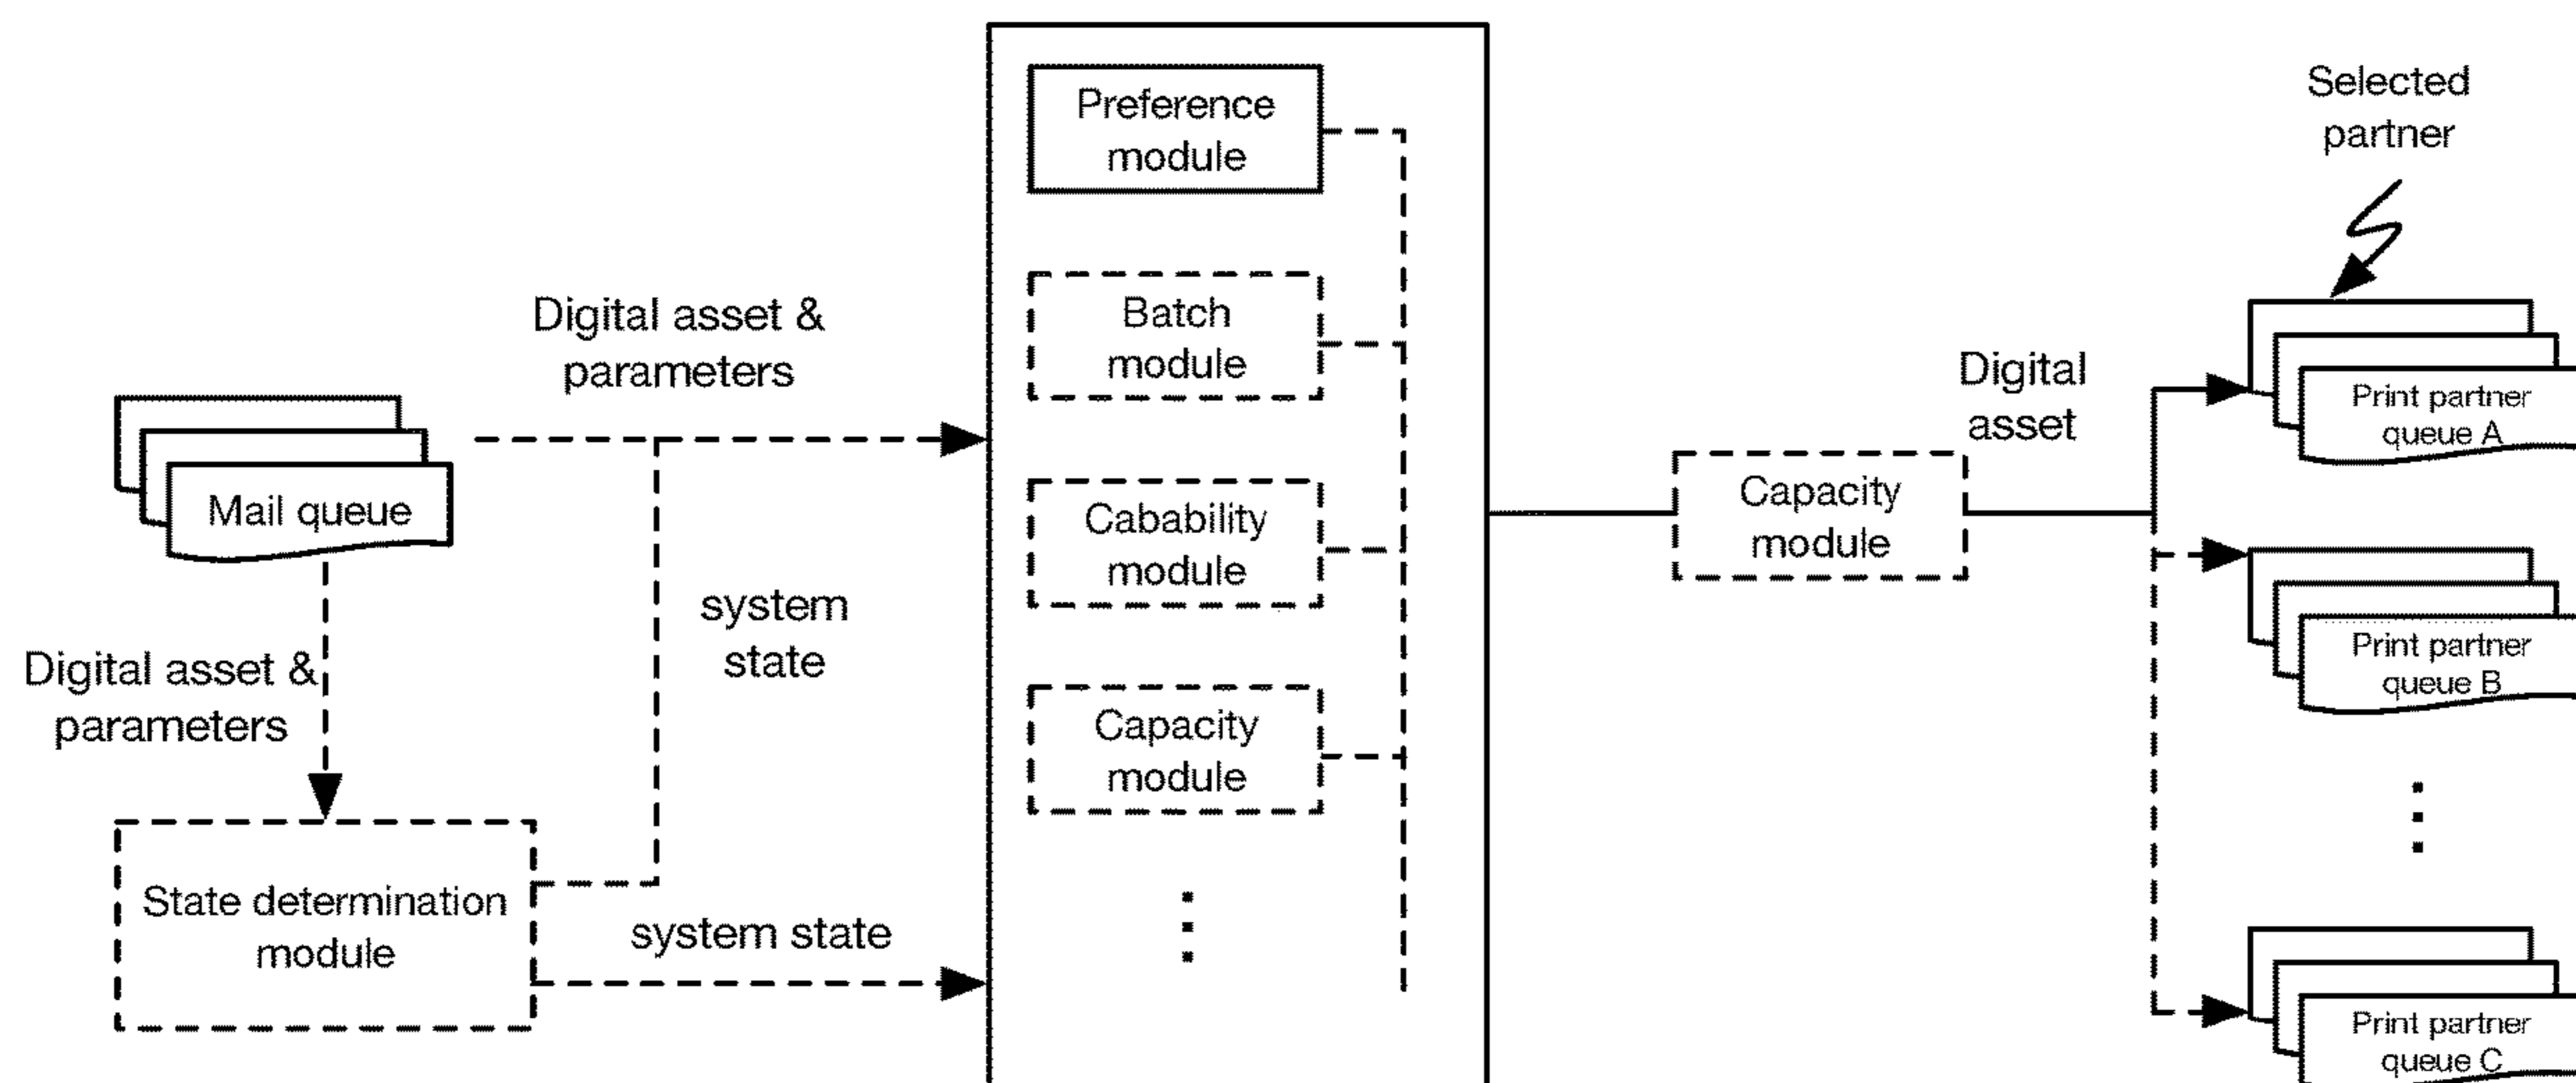 Preference
module
Selected
partner
Digital asset &
parameters
Batch
module
Digital
asset
Print partner
queue A
Mail queue
Cabability
module
Capacity
module
system
state
Digital asset &
parameters
Print partner
queue B
Capacity
module
State determination
module
system state
Print partner
queue C